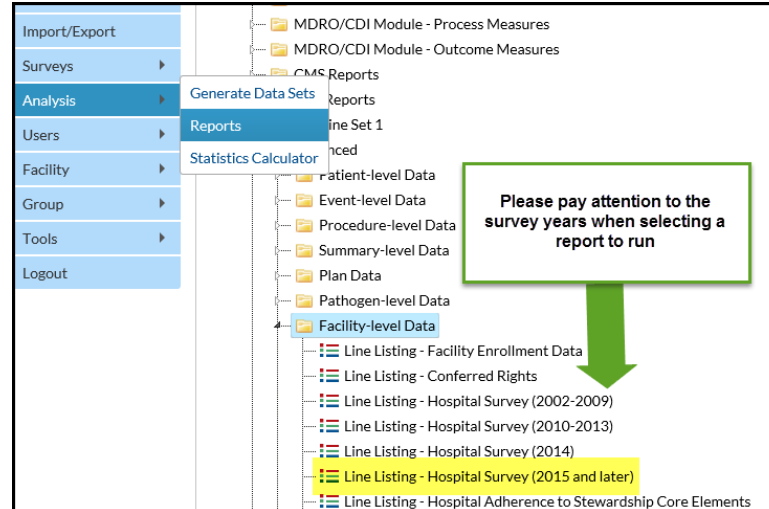 Import/Export
Surveys
Analysis
Users
Facility
Group
Tools
Logout
Generate Data Sets
Reports
Statistics Calculator
MDRO/CDI Module - Process Measures
MDRO/CDI Module - Outcome Measures
CMS Reports
Reports
ine Set 1
nced
Patient-level Data
Event-level Data
Procedure-level Data
Summary-level Data
Plan Data
Pathogen-level Data
Facility-level Data
Line Listing - Facility Enrollment Data
Line Listing - Conferred Rights
Line Listing - Hospital Survey (2002-2009)
Line Listing - Hospital Survey (2010-2013)
Line Listing - Hospital Survey (2014)
Line Listing - Hospital Survey (2015 and later)
Line Listing - Hospital Adherence to Stewardship Core Elements
Please pay attention to the
survey years when selecting a
report to run